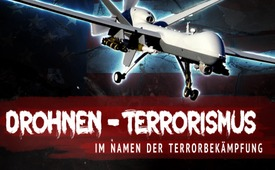 DROHNEN-TERRORISMUS
IM NAMEN DER TERRORBEKÄMPFUNG